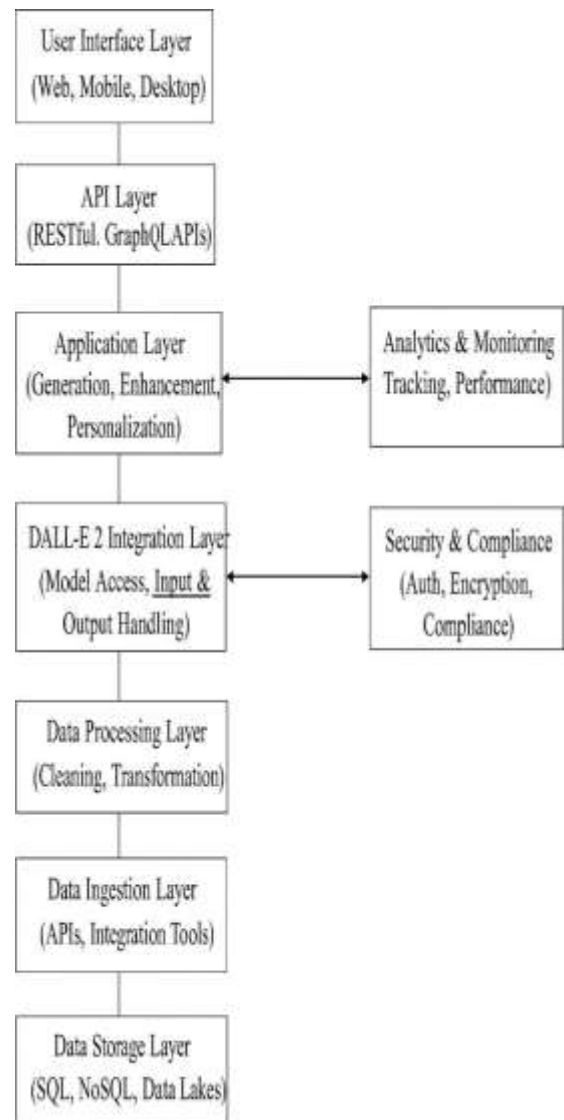 User Interface Layer
(Web, Mobile, Desktop)
API Layer
(RESTful. GraphQLAPIs)
Application Layer
(Generation, Enhancement,
Personalization)
Analytics & Monitoring
Tracking, Performance)
DALL-E 2 Integration Layer
(Model Access, Input &
Output Handling)
Security & Compliance
(Auth, Encryption,
Compliance)
Data Processing Layer
(Cleaning, Transformation)
Data Ingestion Layer
(APIs, Integration Tools)
Data Storage Layer
(SQL, NoSQL, Data Lakes)